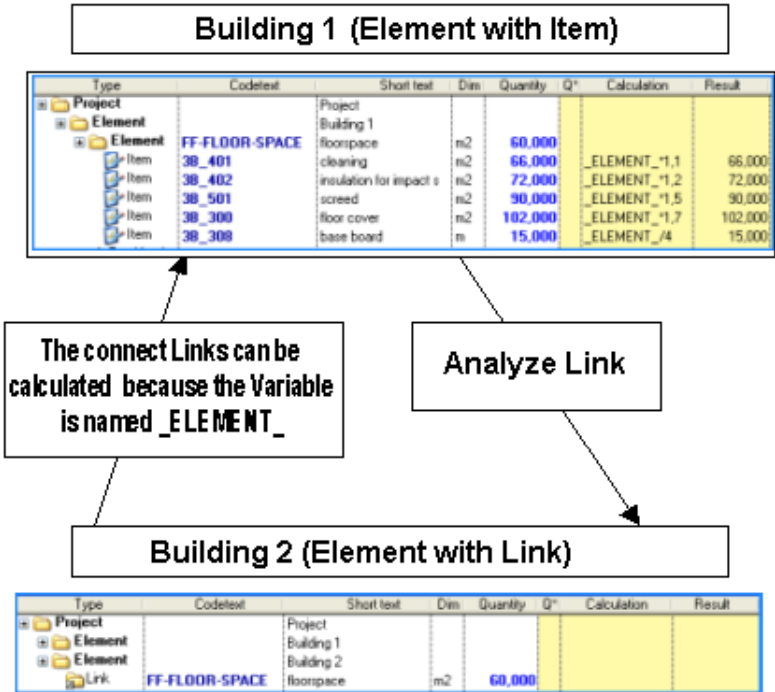 Building 1 (Element with Item)
Type Codetext Short text Dim Quantity Q* Calculation Result
Project Project
Element Building 1
Element FF-FLOOR-SPACE floorspace m2 60,000
Item 38_401 cleaning m2 66,000 _ELEMENT_*1,1 66,000
Item 38_402 insulation for impact s m2 72,000 _ELEMENT_*1,2 72,000
Item 38_501 screed m2 90,000 _ELEMENT_*1,5 90,000
Item 38_300 floor cover m2 102,000 _ELEMENT_*1,7 102,000
Item 38_308 base board m 15,000 _ELEMENT_/4 15,000
The connect Links can be
calculated because the Variable
is named _ELEMENT_
Analyze Link
Building 2 (Element with Link)
Type Codetext Short text Dim Quantity Q* Calculation Result
Project Project
Element Building 1
Element Building 2
Link FF-FLOOR-SPACE floorspace m2 60,000